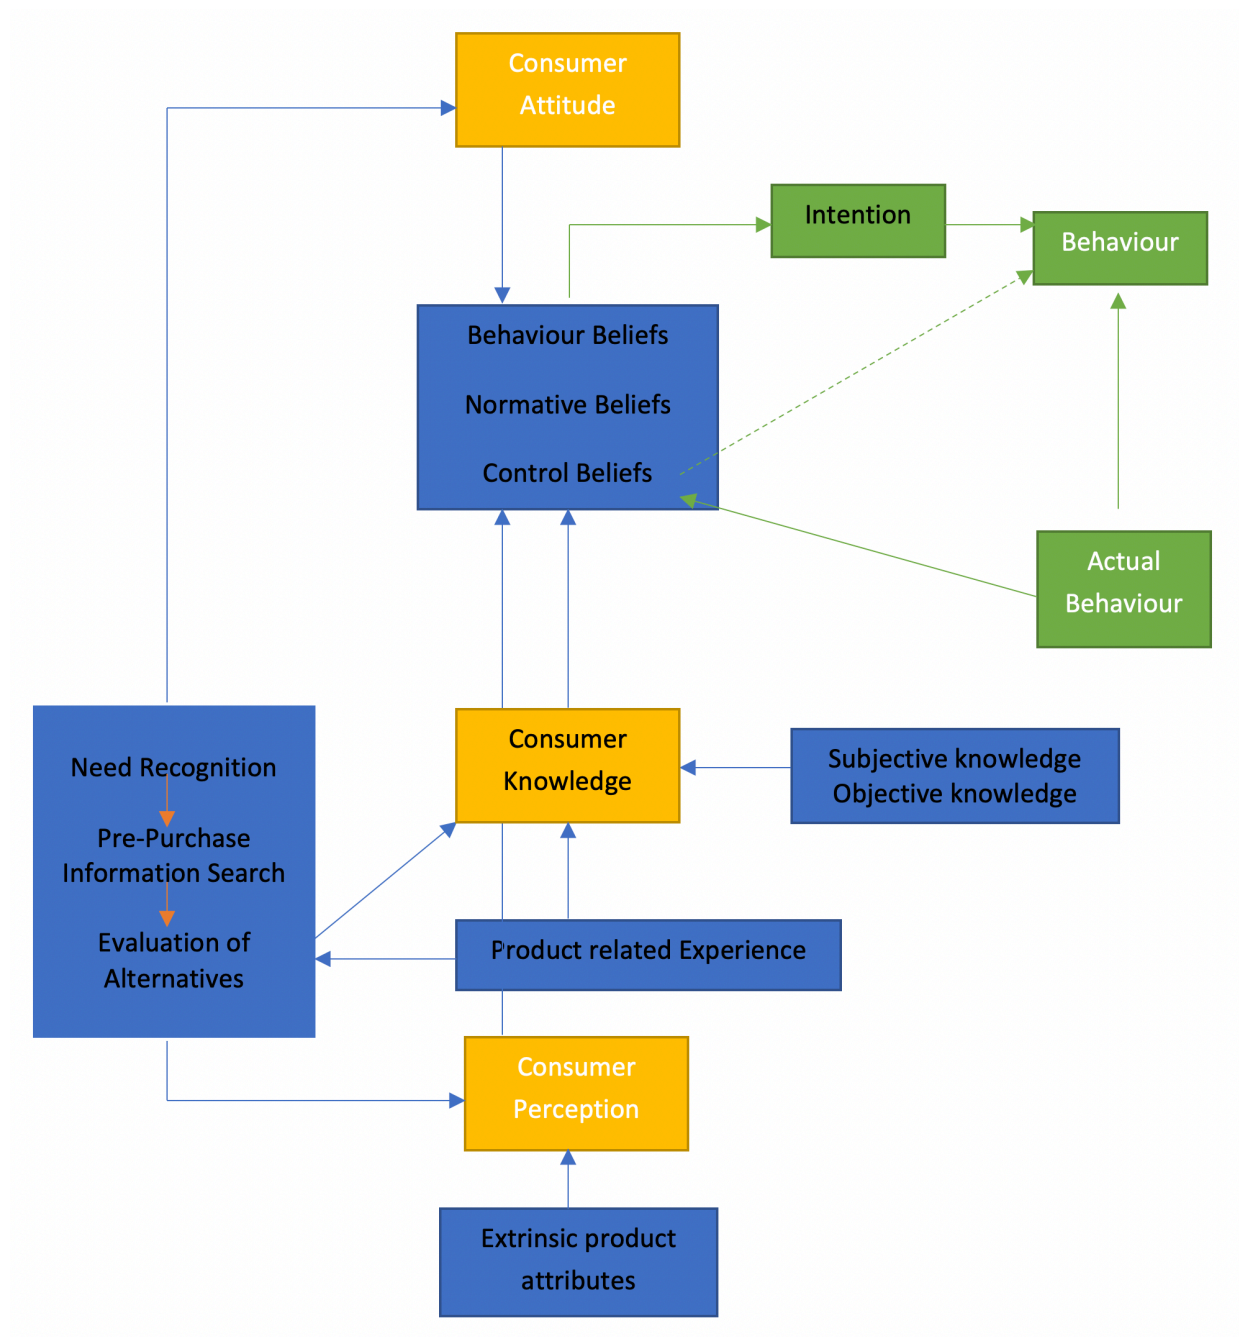 Consumer
Attitude
Intention
Behaviour
Behaviour Beliefs
Normative Beliefs
Control Beliefs
Actual
Behaviour
Need Recognition
Pre-Purchase
Information Search
Evaluation of
Alternatives
Consumer
Knowledge
Subjective knowledge
Objective knowledge
Product related Experience
Consumer
Perception
Extrinsic product
attributes